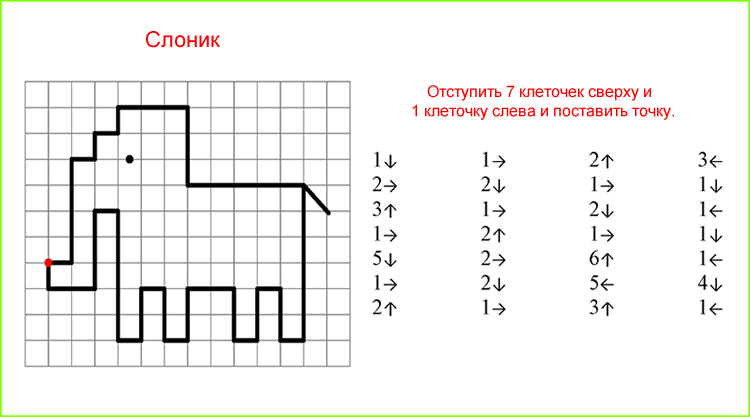 Слоник
Отступить 7 клеточек сверху и
1 клеточку слева и поставить точку.
1↓ 1→ 2↑ 3←
2→ 2↓ 1→ 1↓
3↑ 1→ 2↓ 1←
1→ 2↑ 1→ 1↓
5↓ 2→ 6↑ 1←
1→ 2↓ 5← 4↓
2↑ 1→ 3↑ 1←